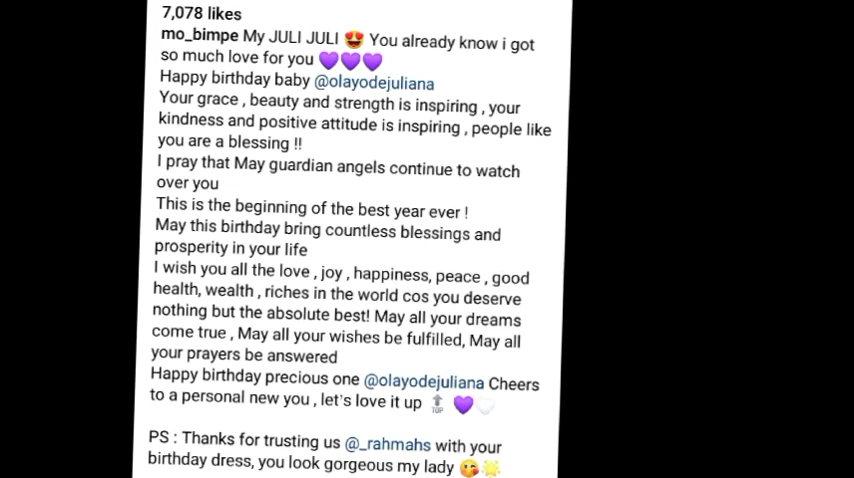 7,078 likes
mo_bimpe My JULI JULI 😍 You already know i got
so much love for you 💜💜💜
Happy birthday baby @olayodejuliana
Your grace , beauty and strength is inspiring , your
kindness and positive attitude is inspiring , people like
you are a blessing !!
I pray that May guardian angels continue to watch
over you
This is the beginning of the best year ever !
May this birthday bring countless blessings and
prosperity in your life
I wish you all the love , joy , happiness, peace , good
health, wealth , riches in the world cos you deserve
nothing but the absolute best! May all your dreams
come true , May all your wishes be fulfilled, May all
your prayers be answered
Happy birthday precious one @olayodejuliana Cheers
to a personal new you , let's love it up 🔝 💜🤍
PS : Thanks for trusting us @_rahmahs with your
birthday dress, you look gorgeous my lady 😘🌟